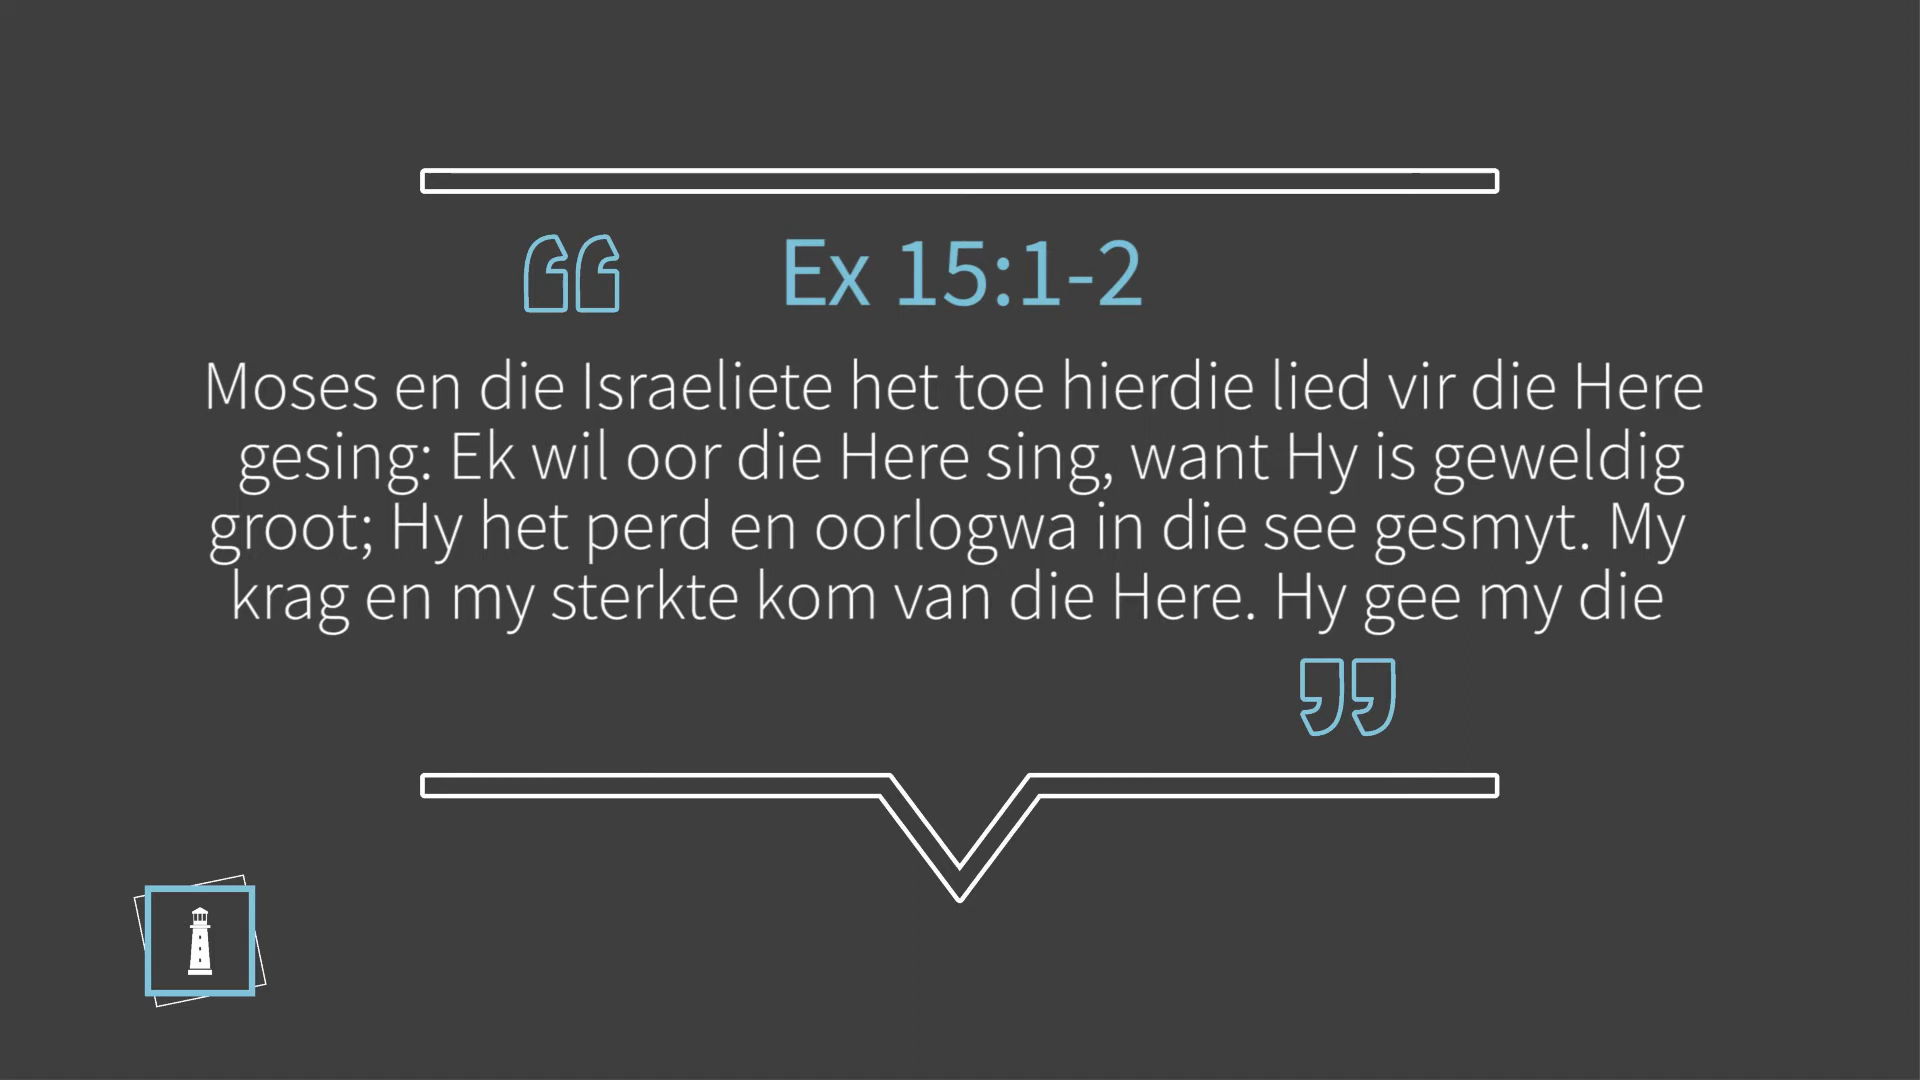 Ex 15:1-2
Moses en die Israeliete het toe hierdie lied vir die Here
gesing: Ek wil oor die Here sing, want Hy is geweldig
groot; Hy het perd en oorlogwa in die see gesmyt. My
krag en my sterkte kom van die Here. Hy gee my die